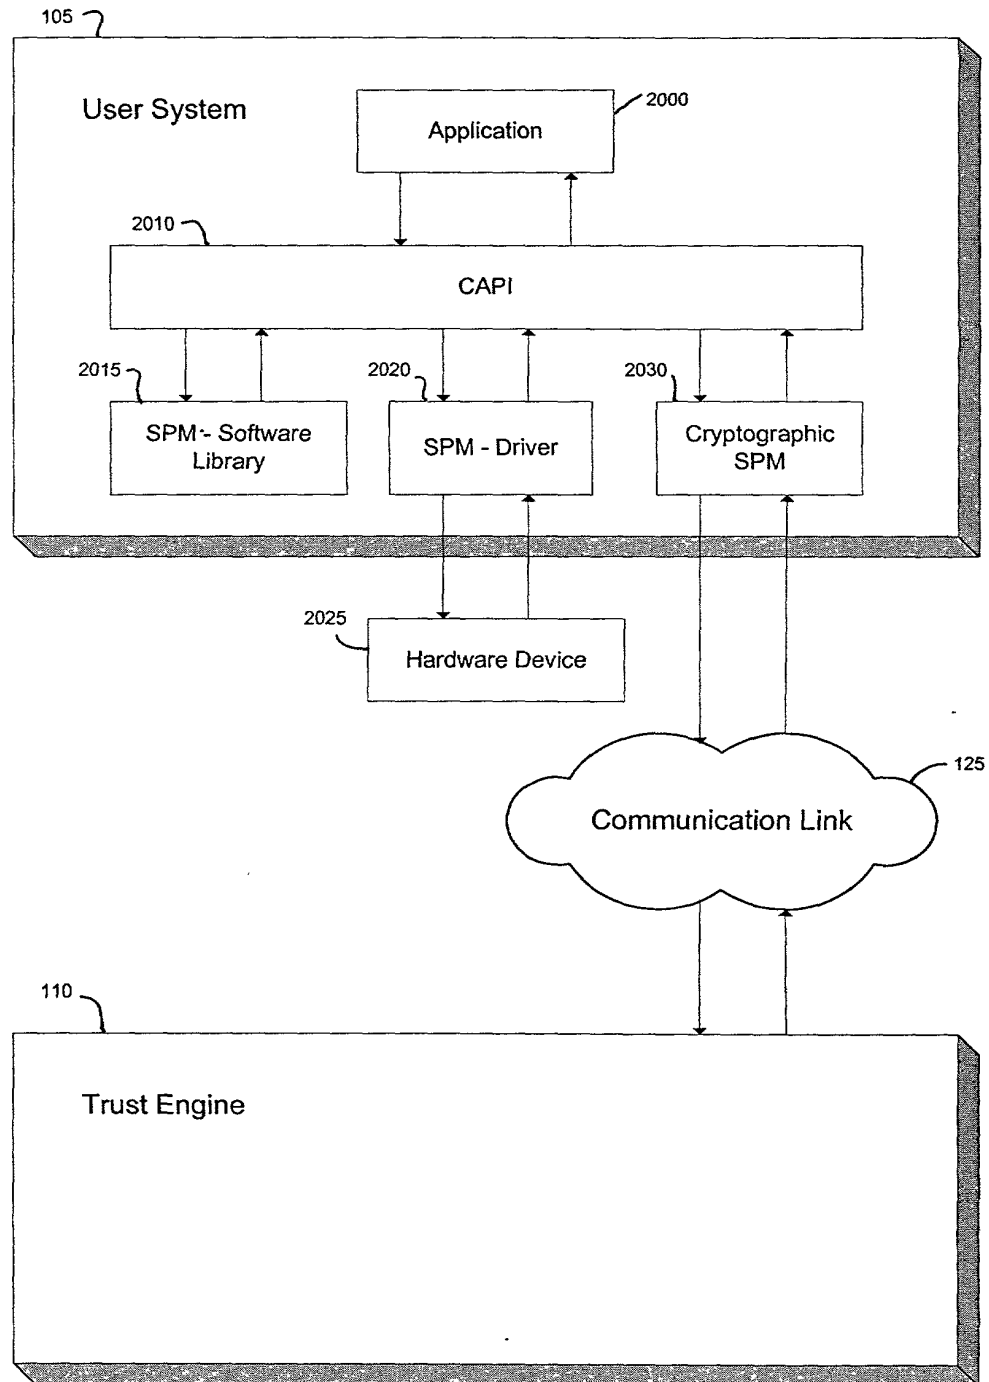 105
User System
2000
Application
2010
CAPI
2015
2020
2030
SPM - Software
Library
SPM - Driver
Cryptographic
SPM
2025
Hardware Device
125
Communication Link
110
Trust Engine